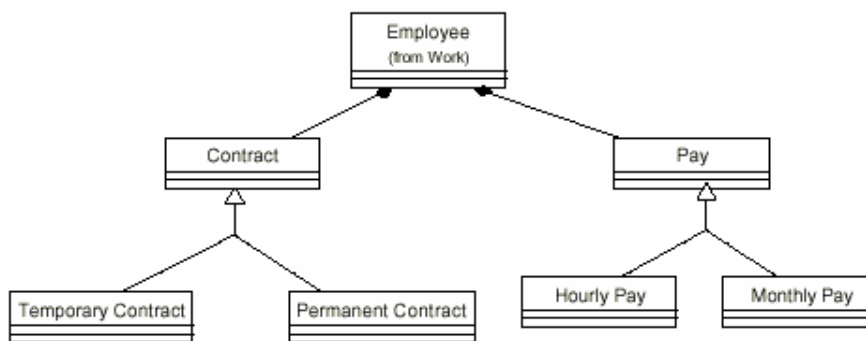 Employee
(from Work)
Contract
Pay
Temporary Contract
Permanent Contract
Hourly Pay
Monthly Pay